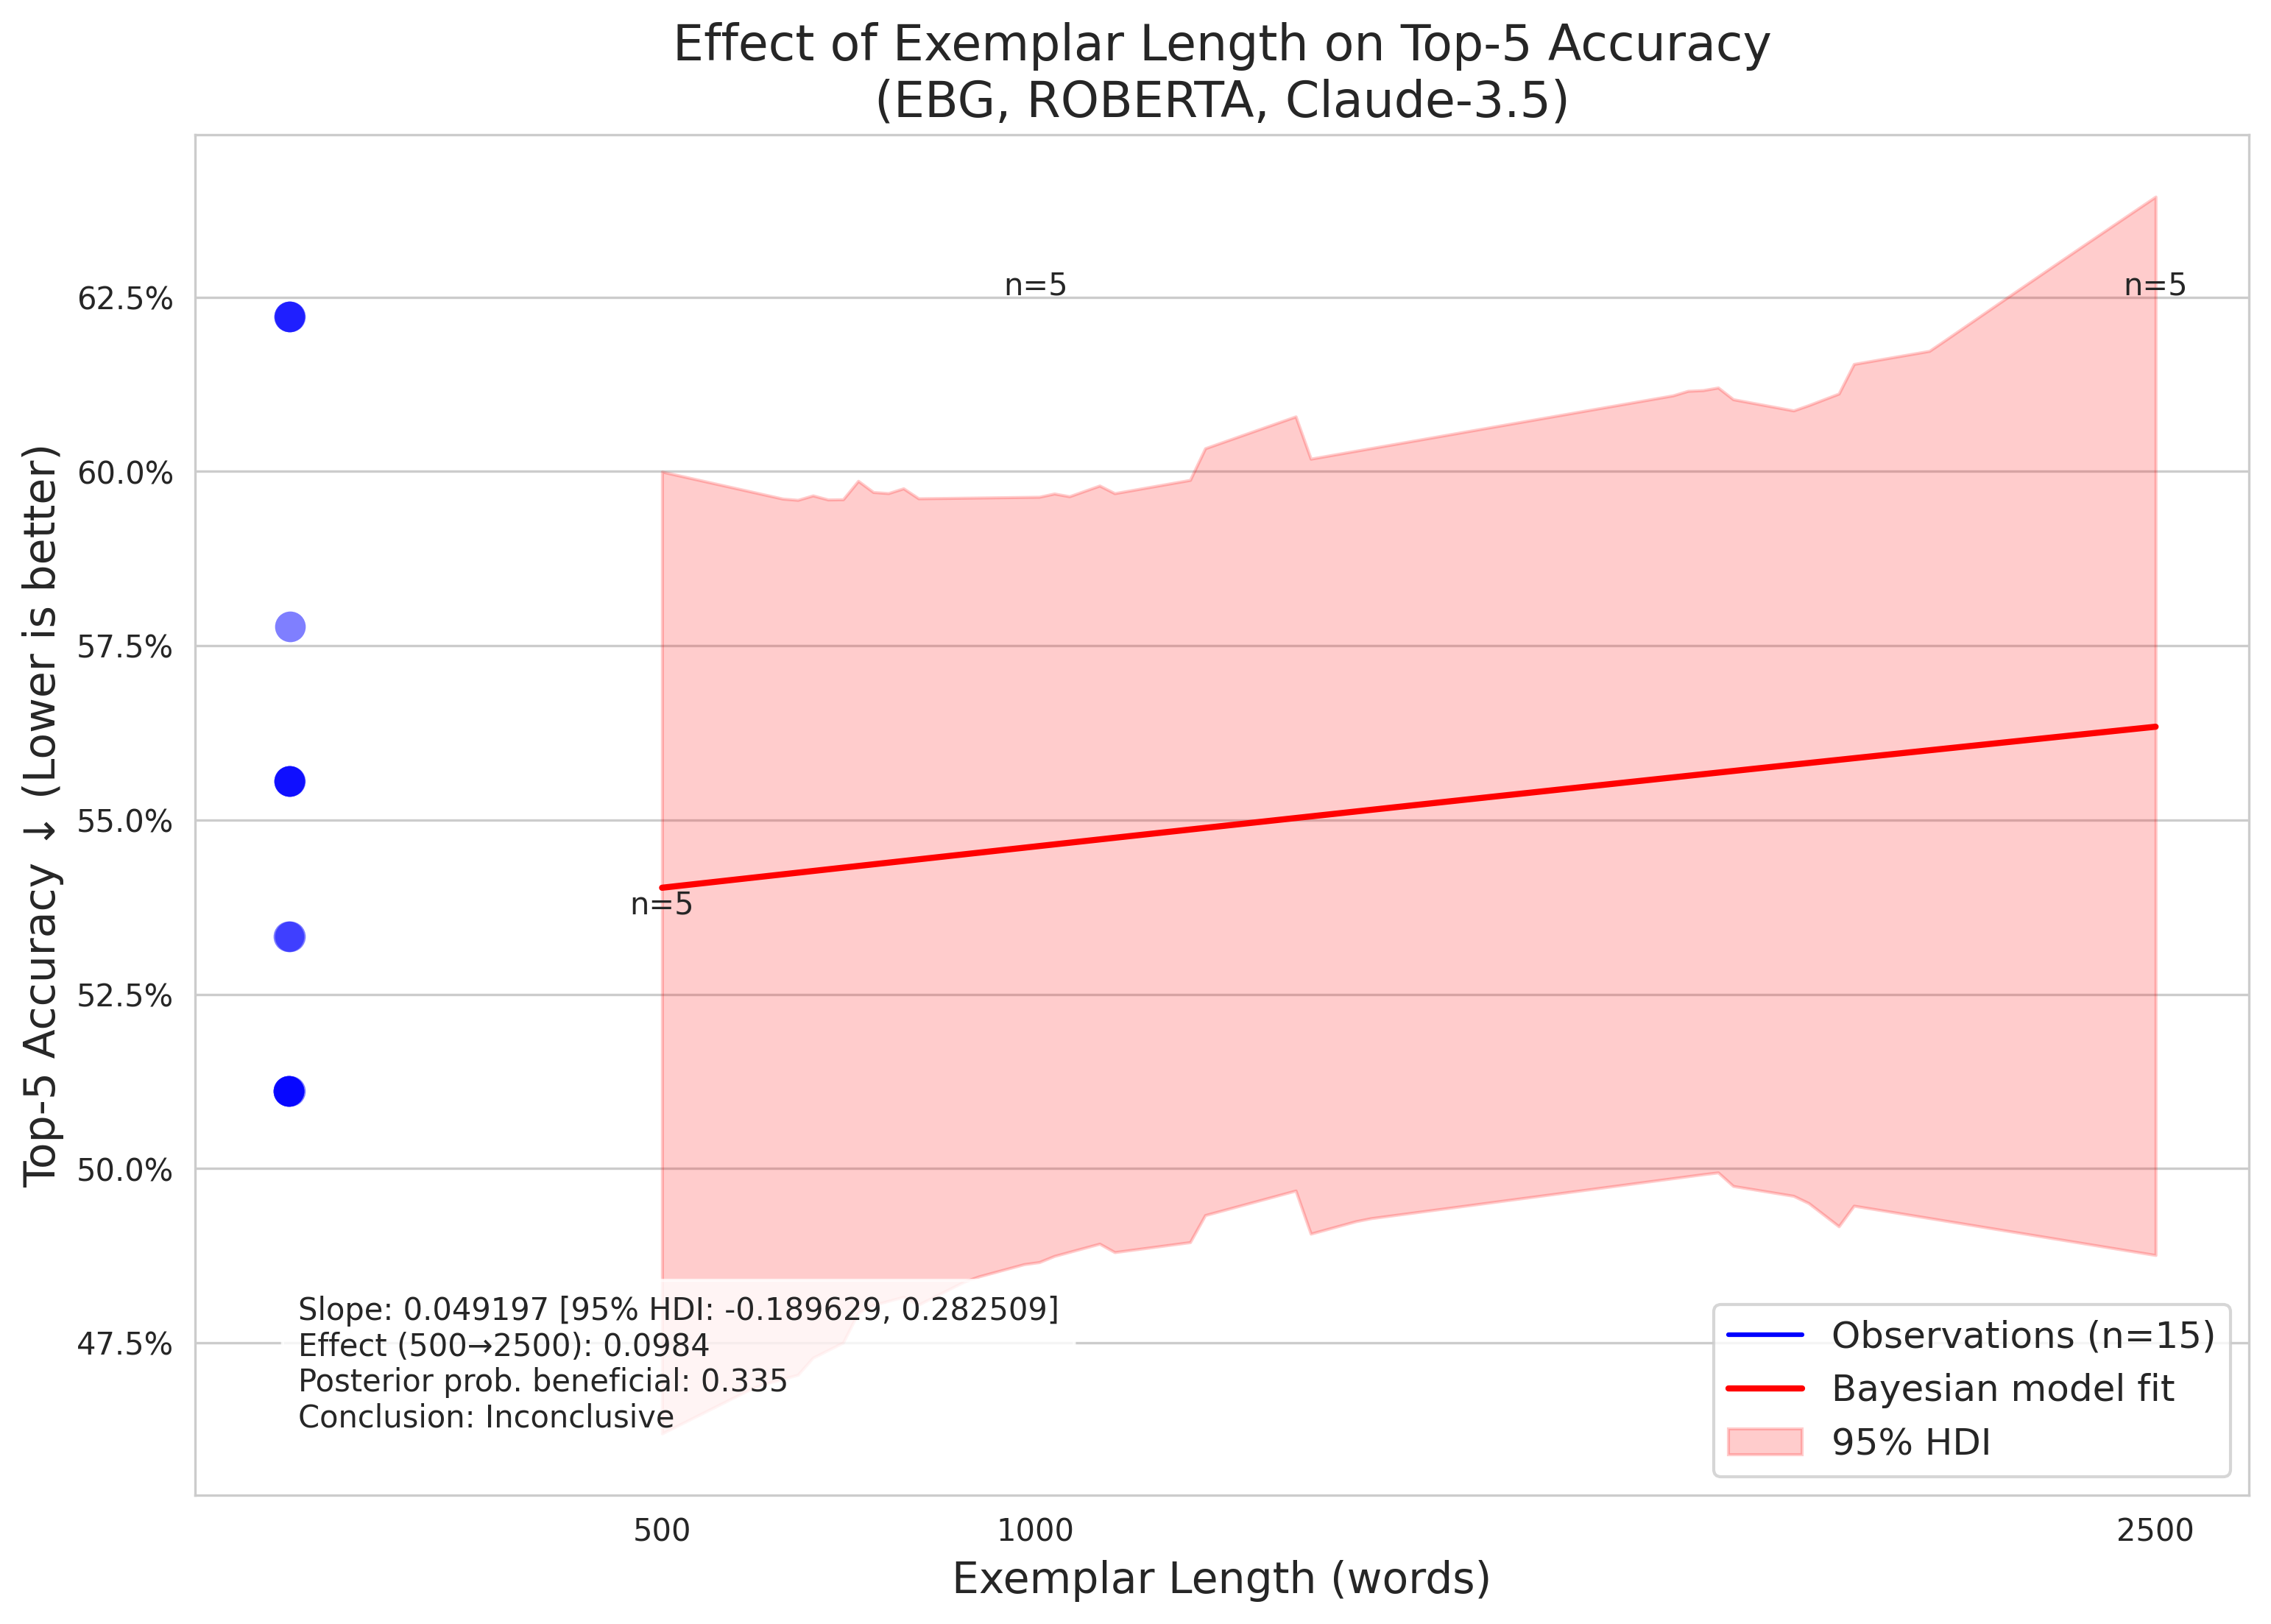 Effect of Exemplar Length on Top-5 Accuracy
(EBG, ROBERTA, Claude-3.5)
Top-5 Accuracy ↓ (Lower is better)
62.5%
60.0%
57.5%
55.0%
52.5%
50.0%
47.5%
n=5
n=5
n=5
Slope: 0.049197 [95% HDI: -0.189629, 0.282509]
Effect (500→2500): 0.0984
Posterior prob. beneficial: 0.335
Conclusion: Inconclusive
Observations (n=15)
Bayesian model fit
95% HDI
500
1000
2500
Exemplar Length (words)